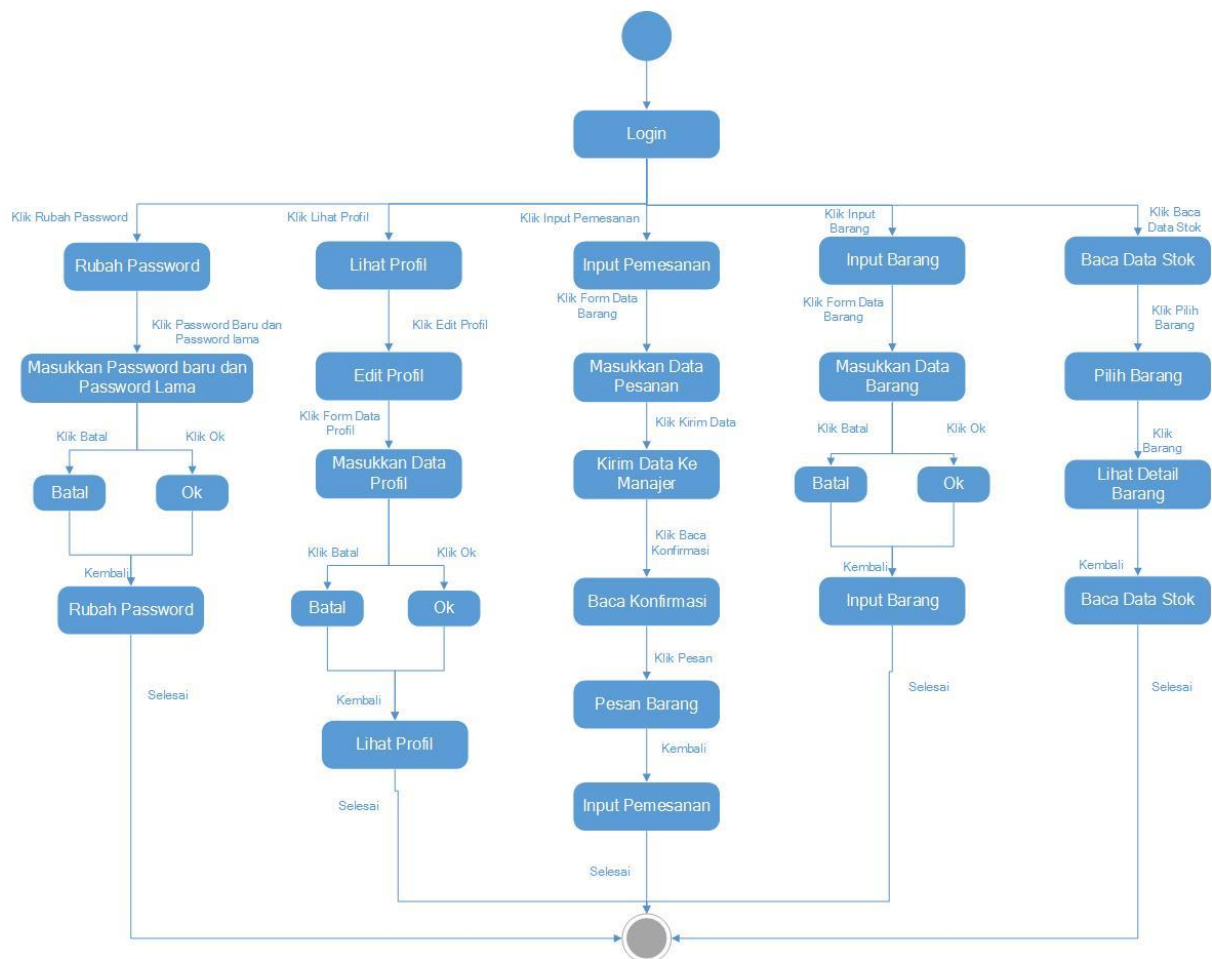 Login
Klik Rubah Password
Klik Lihat Profil
Klik Input Pemesanan
Klik Input
Barang
Klik Baca
Data Stok
Rubah Password
Lihat Profil
Input Pemesanan
Input Barang
Baca Data Stok
Klik Password Baru dan
Password lama
Klik Edit Profil
Klik Form Data
Barang
Klik Form Data
Barang
Klik Pilih
Barang
Masukkan Password baru dan
Password Lama
Edit Profil
Masukkan Data
Pesanan
Masukkan Data
Barang
Pilih Barang
Klik Batal
Klik Ok
Klik Form Data
Profil
Klik Kirim Data
Klik Batal
Klik Ok
Klik
Barang
Batal
Ok
Masukkan Data
Profil
Kirim Data Ke
Manajer
Batal
Ok
Lihat Detail
Barang
Kembali
Klik Batal
Klik Ok
Klik Baca
Konfirmasi
Kembali
Kembali
Rubah Password
Batal
Ok
Baca Konfirmasi
Input Barang
Baca Data Stok
Klik Pesan
Selesai
Kembali
Pesan Barang
Selesai
Selesai
Lihat Profil
Kembali
Selesai
Input Pemesanan
Selesai